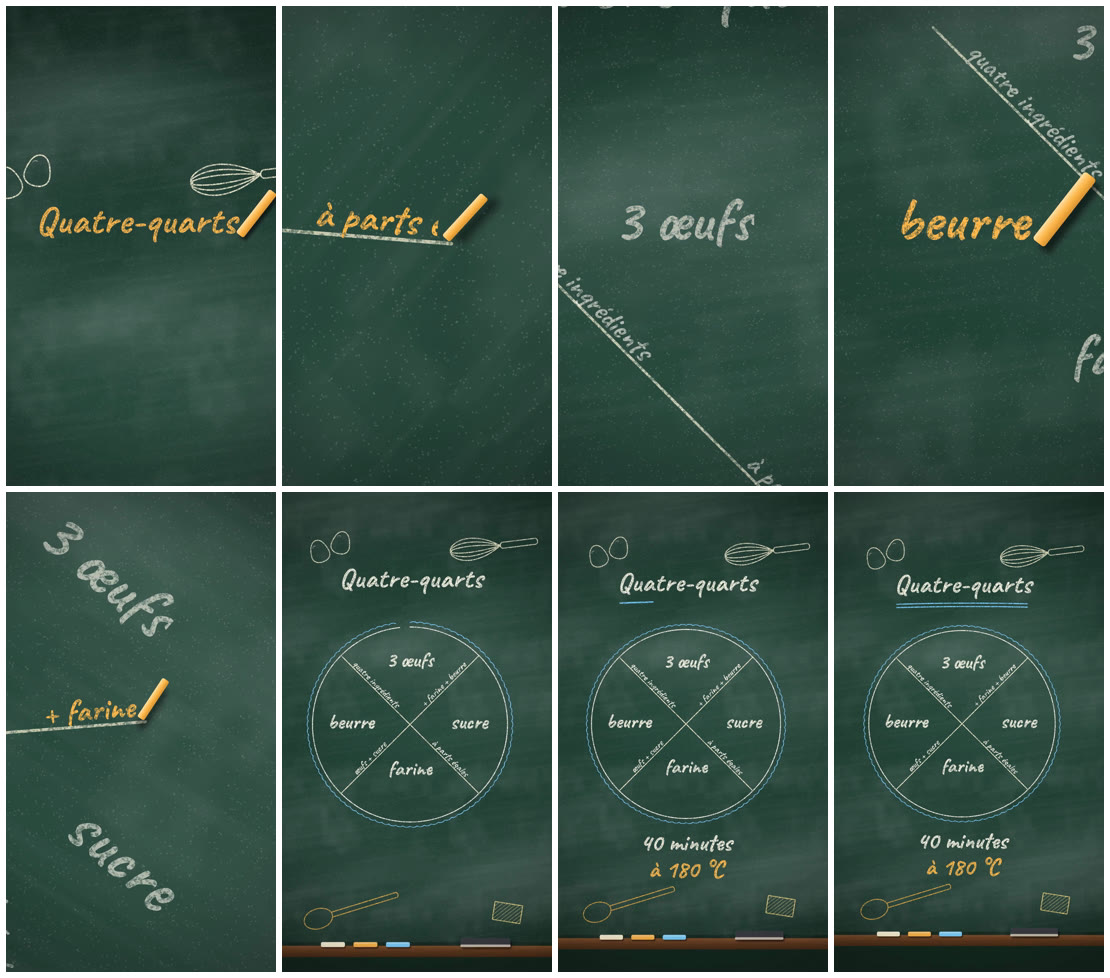 Quatre-quarts
à parts é
3 œufs
e ingrédients
à pa
3
quatre ingrédients
beurre
fa
3 œufs
+ farine
sucre
Quatre-quarts
3 œufs
quatre ingrédients
+ farine + beurre
beurre
sucre
œufs + sucre
à parts égales
farine
Quatre-quarts
3 œufs
quatre ingrédients
+ farine + beurre
beurre
sucre
œufs + sucre
à parts égales
farine
40 minutes
à 180 °C
Quatre-quarts
3 œufs
quatre ingrédients
+ farine + beurre
beurre
sucre
œufs + sucre
à parts égales
farine
40 minutes
à 180 °C